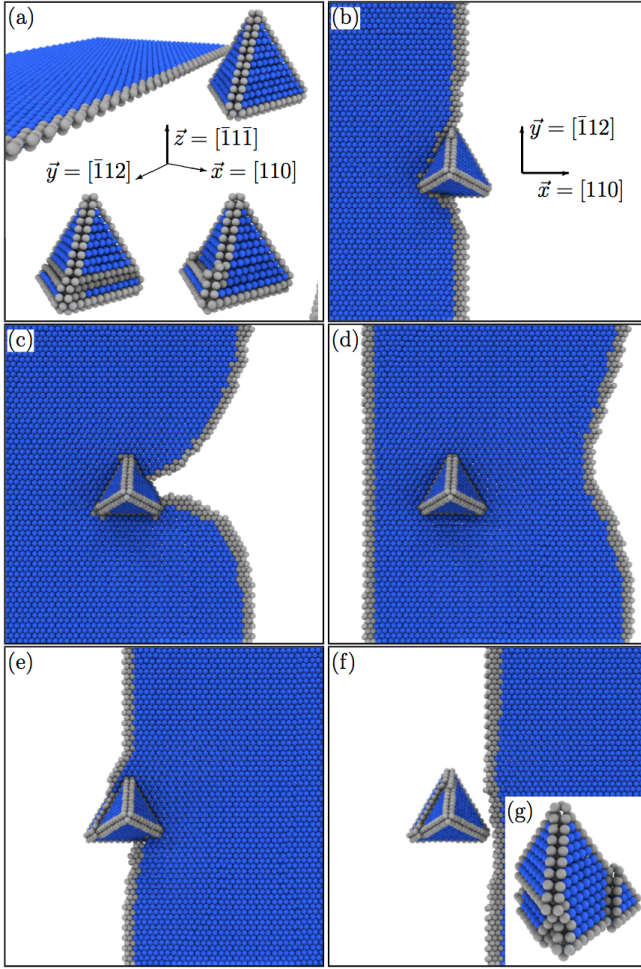 (a)
z⃗ = [1̄11̄]
y⃗ = [1̄12]
x⃗ = [110]
(b)
y⃗ = [1̄12]
x⃗ = [110]
(c)
(d)
(e)
(f)
(g)